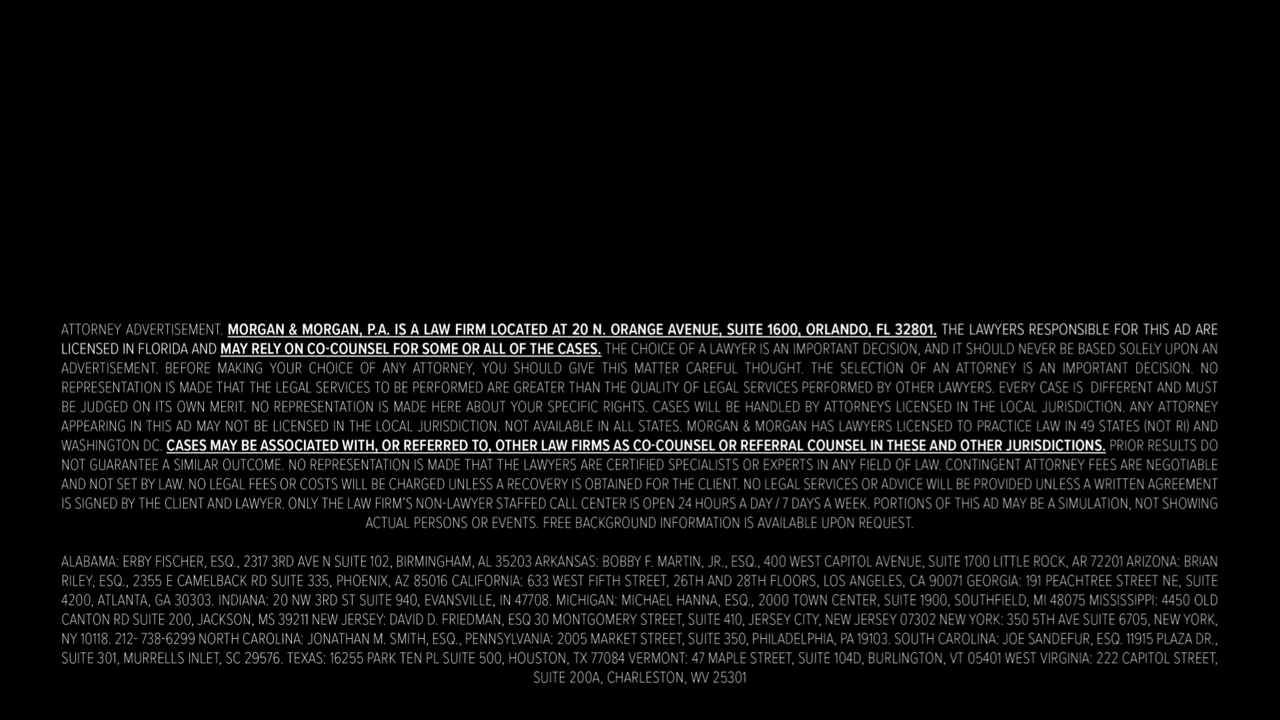 ATTORNEY ADVERTISEMENT. MORGAN & MORGAN, P.A. IS A LAW FIRM LOCATED AT 20 N. ORANGE AVENUE, SUITE 1600, ORLANDO, FL 32801. THE LAWYERS RESPONSIBLE FOR THIS AD ARE
LICENSED IN FLORIDA AND MAY RELY ON CO-COUNSEL FOR SOME OR ALL OF THE CASES. THE CHOICE OF A LAWYER IS AN IMPORTANT DECISION, AND IT SHOULD NEVER BE BASED SOLELY UPON AN
ADVERTISEMENT. BEFORE MAKING YOUR CHOICE OF ANY ATTORNEY, YOU SHOULD GIVE THIS MATTER CAREFUL THOUGHT. THE SELECTION OF AN ATTORNEY IS AN IMPORTANT DECISION. NO
REPRESENTATION IS MADE THAT THE LEGAL SERVICES TO BE PERFORMED ARE GREATER THAN THE QUALITY OF LEGAL SERVICES PERFORMED BY OTHER LAWYERS. EVERY CASE IS DIFFERENT AND MUST
BE JUDGED ON ITS OWN MERIT. NO REPRESENTATION IS MADE HERE ABOUT YOUR SPECIFIC RIGHTS. CASES WILL BE HANDLED BY ATTORNEYS LICENSED IN THE LOCAL JURISDICTION. ANY ATTORNEY
APPEARING IN THIS AD MAY NOT BE LICENSED IN THE LOCAL JURISDICTION. NOT AVAILABLE IN ALL STATES. MORGAN & MORGAN HAS LAWYERS LICENSED TO PRACTICE LAW IN 49 STATES (NOT RI) AND
WASHINGTON DC. CASES MAY BE ASSOCIATED WITH, OR REFERRED TO, OTHER LAW FIRMS AS CO-COUNSEL OR REFERRAL COUNSEL IN THESE AND OTHER JURISDICTIONS. PRIOR RESULTS DO
NOT GUARANTEE A SIMILAR OUTCOME. NO REPRESENTATION IS MADE THAT THE LAWYERS ARE CERTIFIED SPECIALISTS OR EXPERTS IN ANY FIELD OF LAW. CONTINGENT ATTORNEY FEES ARE NEGOTIABLE
AND NOT SET BY LAW. NO LEGAL FEES OR COSTS WILL BE CHARGED UNLESS A RECOVERY IS OBTAINED FOR THE CLIENT. NO LEGAL SERVICES OR ADVICE WILL BE PROVIDED UNLESS A WRITTEN AGREEMENT
IS SIGNED BY THE CLIENT AND LAWYER. ONLY THE LAW FIRM'S NON-LAWYER STAFFED CALL CENTER IS OPEN 24 HOURS A DAY / 7 DAYS A WEEK. PORTIONS OF THIS AD MAY BE A SIMULATION, NOT SHOWING
ACTUAL PERSONS OR EVENTS. FREE BACKGROUND INFORMATION IS AVAILABLE UPON REQUEST.
ALABAMA: ERBY FISCHER, ESQ., 2317 3RD AVE N SUITE 102, BIRMINGHAM, AL 35203 ARKANSAS: BOBBY F. MARTIN, JR., ESQ., 400 WEST CAPITOL AVENUE, SUITE 1700 LITTLE ROCK, AR 72201 ARIZONA: BRIAN
RILEY, ESQ., 2355 E CAMELBACK RD SUITE 335, PHOENIX, AZ 85016 CALIFORNIA: 633 WEST FIFTH STREET, 26TH AND 28TH FLOORS, LOS ANGELES, CA 90071 GEORGIA: 191 PEACHTREE STREET NE, SUITE
4200, ATLANTA, GA 30303. INDIANA: 20 NW 3RD ST SUITE 940, EVANSVILLE, IN 47708. MICHIGAN: MICHAEL HANNA, ESQ., 2000 TOWN CENTER, SUITE 1900, SOUTHFIELD, MI 48075 MISSISSIPPI: 4450 OLD
CANTON RD SUITE 200, JACKSON, MS 39211 NEW JERSEY: DAVID D. FRIEDMAN, ESQ 30 MONTGOMERY STREET, SUITE 410, JERSEY CITY, NEW JERSEY 07302 NEW YORK: 350 5TH AVE SUITE 6705, NEW YORK,
NY 10118. 212- 738-6299 NORTH CAROLINA: JONATHAN M. SMITH, ESQ., PENNSYLVANIA: 2005 MARKET STREET, SUITE 350, PHILADELPHIA, PA 19103. SOUTH CAROLINA: JOE SANDEFUR, ESQ. 11915 PLAZA DR.,
SUITE 301, MURRELLS INLET, SC 29576. TEXAS: 16255 PARK TEN PL SUITE 500, HOUSTON, TX 77084 VERMONT: 47 MAPLE STREET, SUITE 104D, BURLINGTON, VT 05401 WEST VIRGINIA: 222 CAPITOL STREET,
SUITE 200A, CHARLESTON, WV 25301